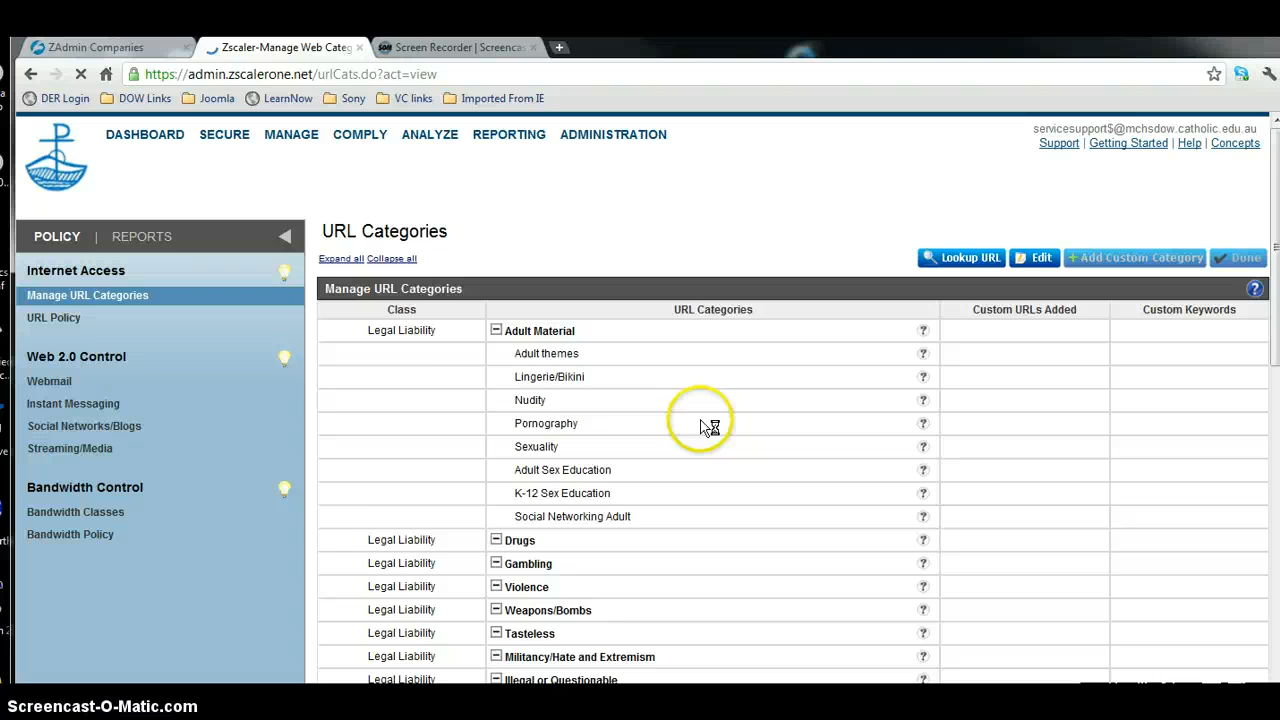 ZAdmin Companies
Zscaler-Manage Web Categ
Screen Recorder | Screencas
https://admin.zscalerone.net/urlCats.do?act=view
DER Login DOW Links Joomla LearnNow Sony VC links Imported From IE
DASHBOARD SECURE MANAGE COMPLY ANALYZE REPORTING ADMINISTRATION
servicesupport$@mchsdow.catholic.edu.au
Support | Getting Started | Help | Concepts
POLICY | REPORTS
Internet Access
Manage URL Categories
URL Policy
Web 2.0 Control
Webmail
Instant Messaging
Social Networks/Blogs
Streaming/Media
Bandwidth Control
Bandwidth Classes
Bandwidth Policy
URL Categories
Expand all Collapse all
Lookup URL Edit + Add Custom Category Done
Manage URL Categories ?
Class URL Categories Custom URLs Added Custom Keywords
Legal Liability Adult Material ?
Adult themes ?
Lingerie/Bikini ?
Nudity ?
Pornography ?
Sexuality ?
Adult Sex Education ?
K-12 Sex Education ?
Social Networking Adult ?
Legal Liability Drugs ?
Legal Liability Gambling ?
Legal Liability Violence ?
Legal Liability Weapons/Bombs ?
Legal Liability Tasteless ?
Legal Liability Militancy/Hate and Extremism ?
Legal Liability Illegal or Questionable ?
Screencast-O-Matic.com